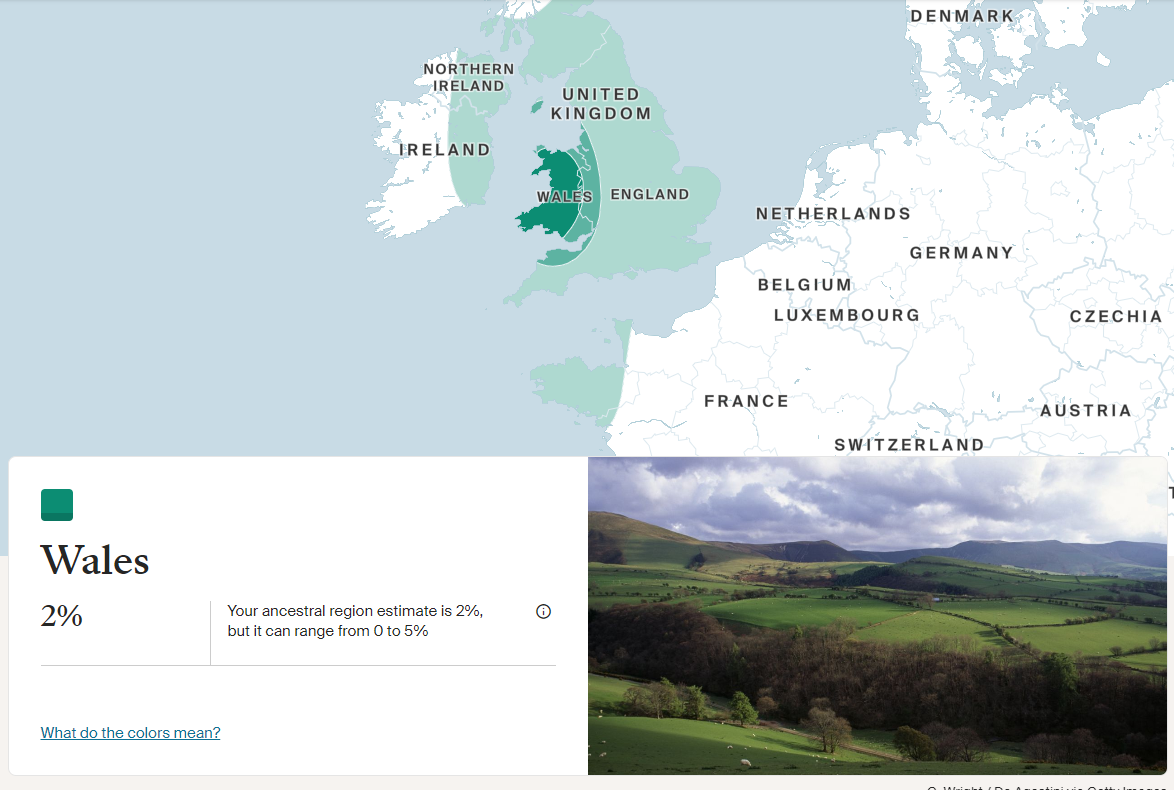 DENMARK
NORTHERN
IRELAND
UNITED
KINGDOM
IRELAND
WALES
ENGLAND
NETHERLANDS
GERMANY
BELGIUM
LUXEMBOURG
CZECHIA
FRANCE
AUSTRIA
SWITZERLAND
Wales
2%
Your ancestral region estimate is 2%,
but it can range from 0 to 5%
What do the colors mean?